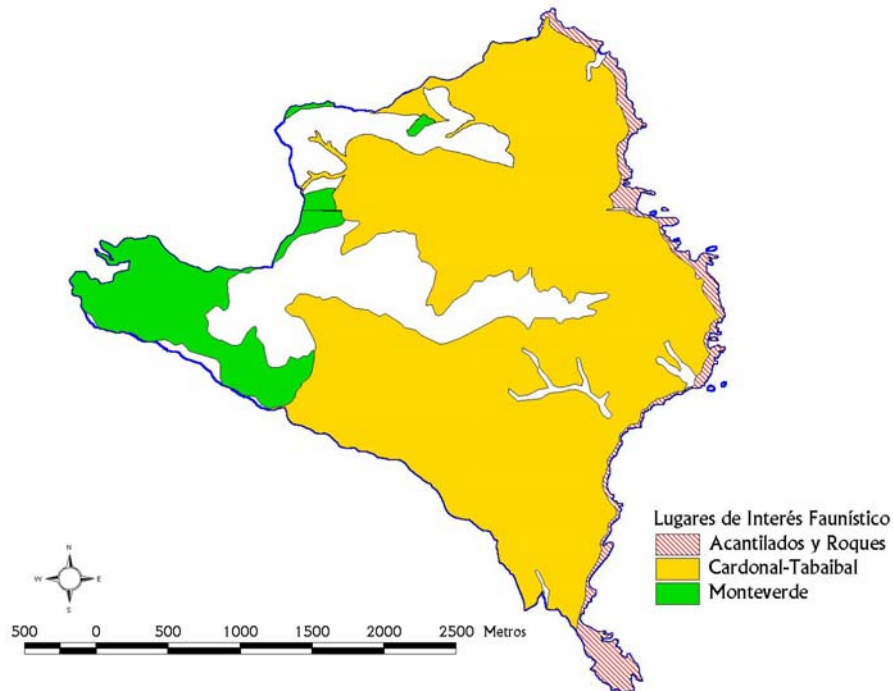 Lugares de Interés Faunístico
Acantilados y Roques
Cardonal-Tabaibal
Monteverde
N
W E
S
500 0 500 1000 1500 2000 2500 Metros